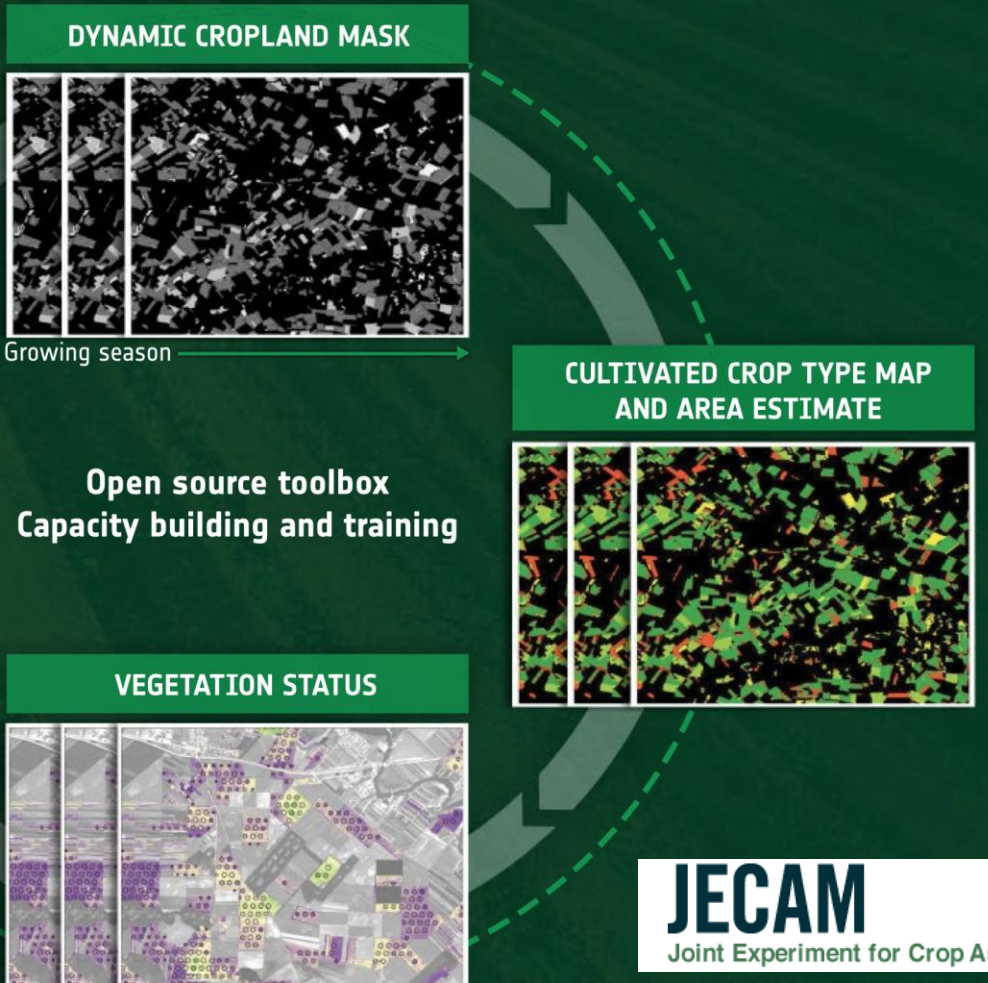 DYNAMIC CROPLAND MASK
Growing season
CULTIVATED CROP TYPE MAP
AND AREA ESTIMATE
Open source toolbox
Capacity building and training
VEGETATION STATUS
JECAM
Joint Experiment for Crop